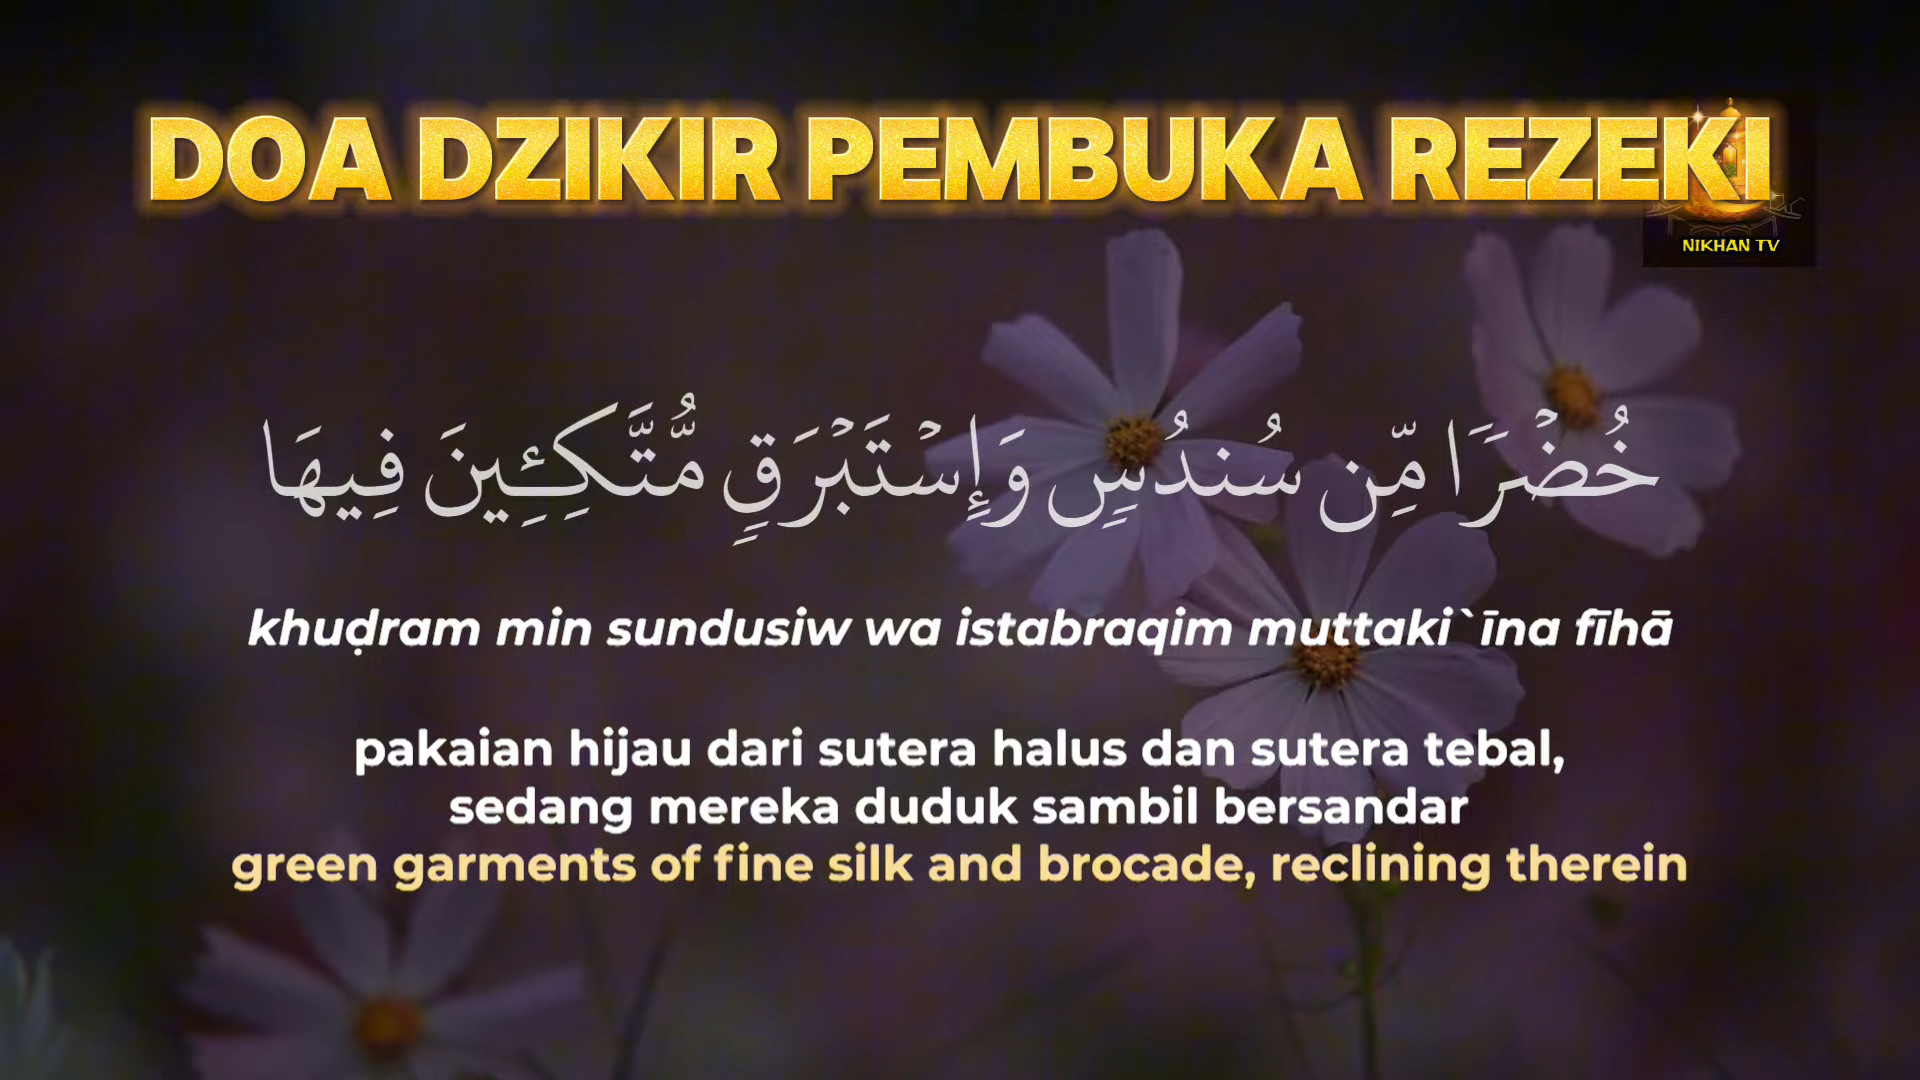 DOA DZIKIR PEMBUKA REZEKI
NIKHAN TV
خُضْرًا مِّن سُندُسٍ وَإِسْتَبْرَقٍ مُّتَّكِئِينَ فِيهَا
khuḍram min sundusiw wa istabraqim muttaki`īna fīhā
pakaian hijau dari sutera halus dan sutera tebal,
sedang mereka duduk sambil bersandar
green garments of fine silk and brocade, reclining therein